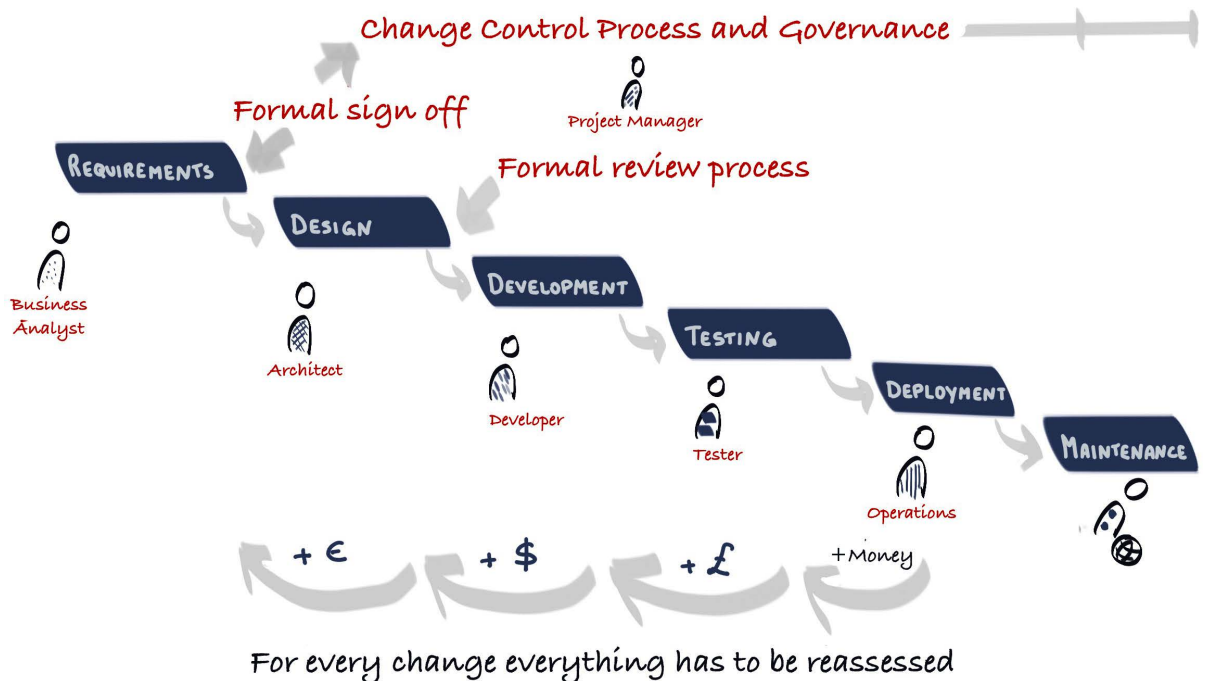 Change Control Process and Governance
Project Manager
Formal sign off
Formal review process
REQUIREMENTS
Business
Analyst
DESIGN
Architect
DEVELOPMENT
Developer
TESTING
Tester
DEPLOYMENT
Operations
MAINTENANCE
+ €
+ $
+ £
+Money
For every change everything has to be reassessed